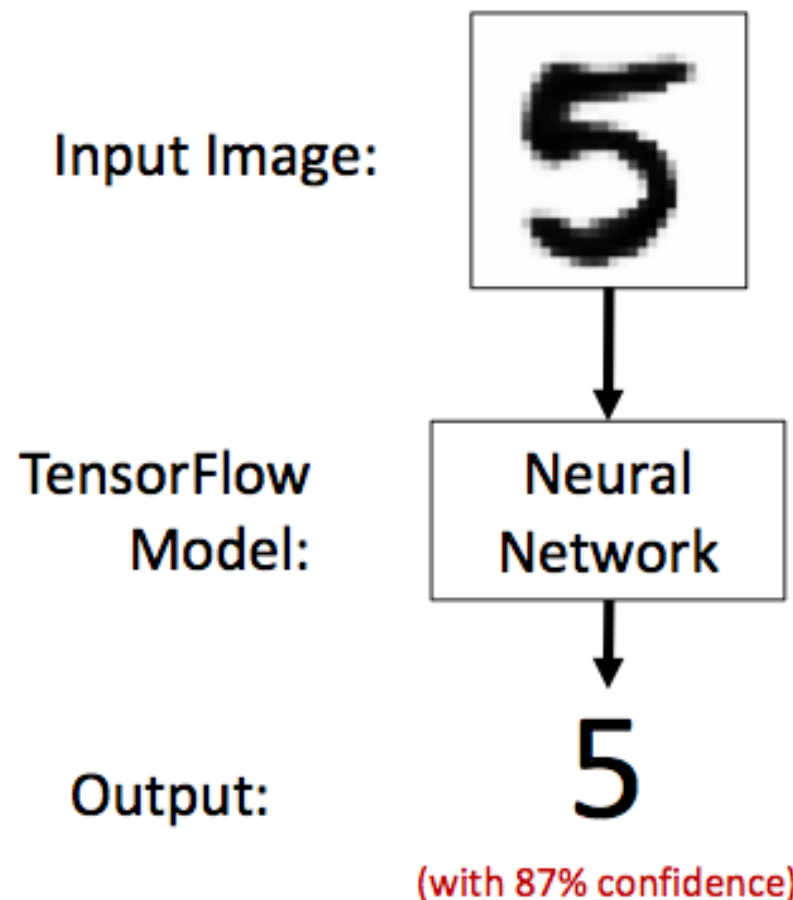 Input Image:
5
TensorFlow
Model:
Neural
Network
Output:
5
(with 87% confidence)